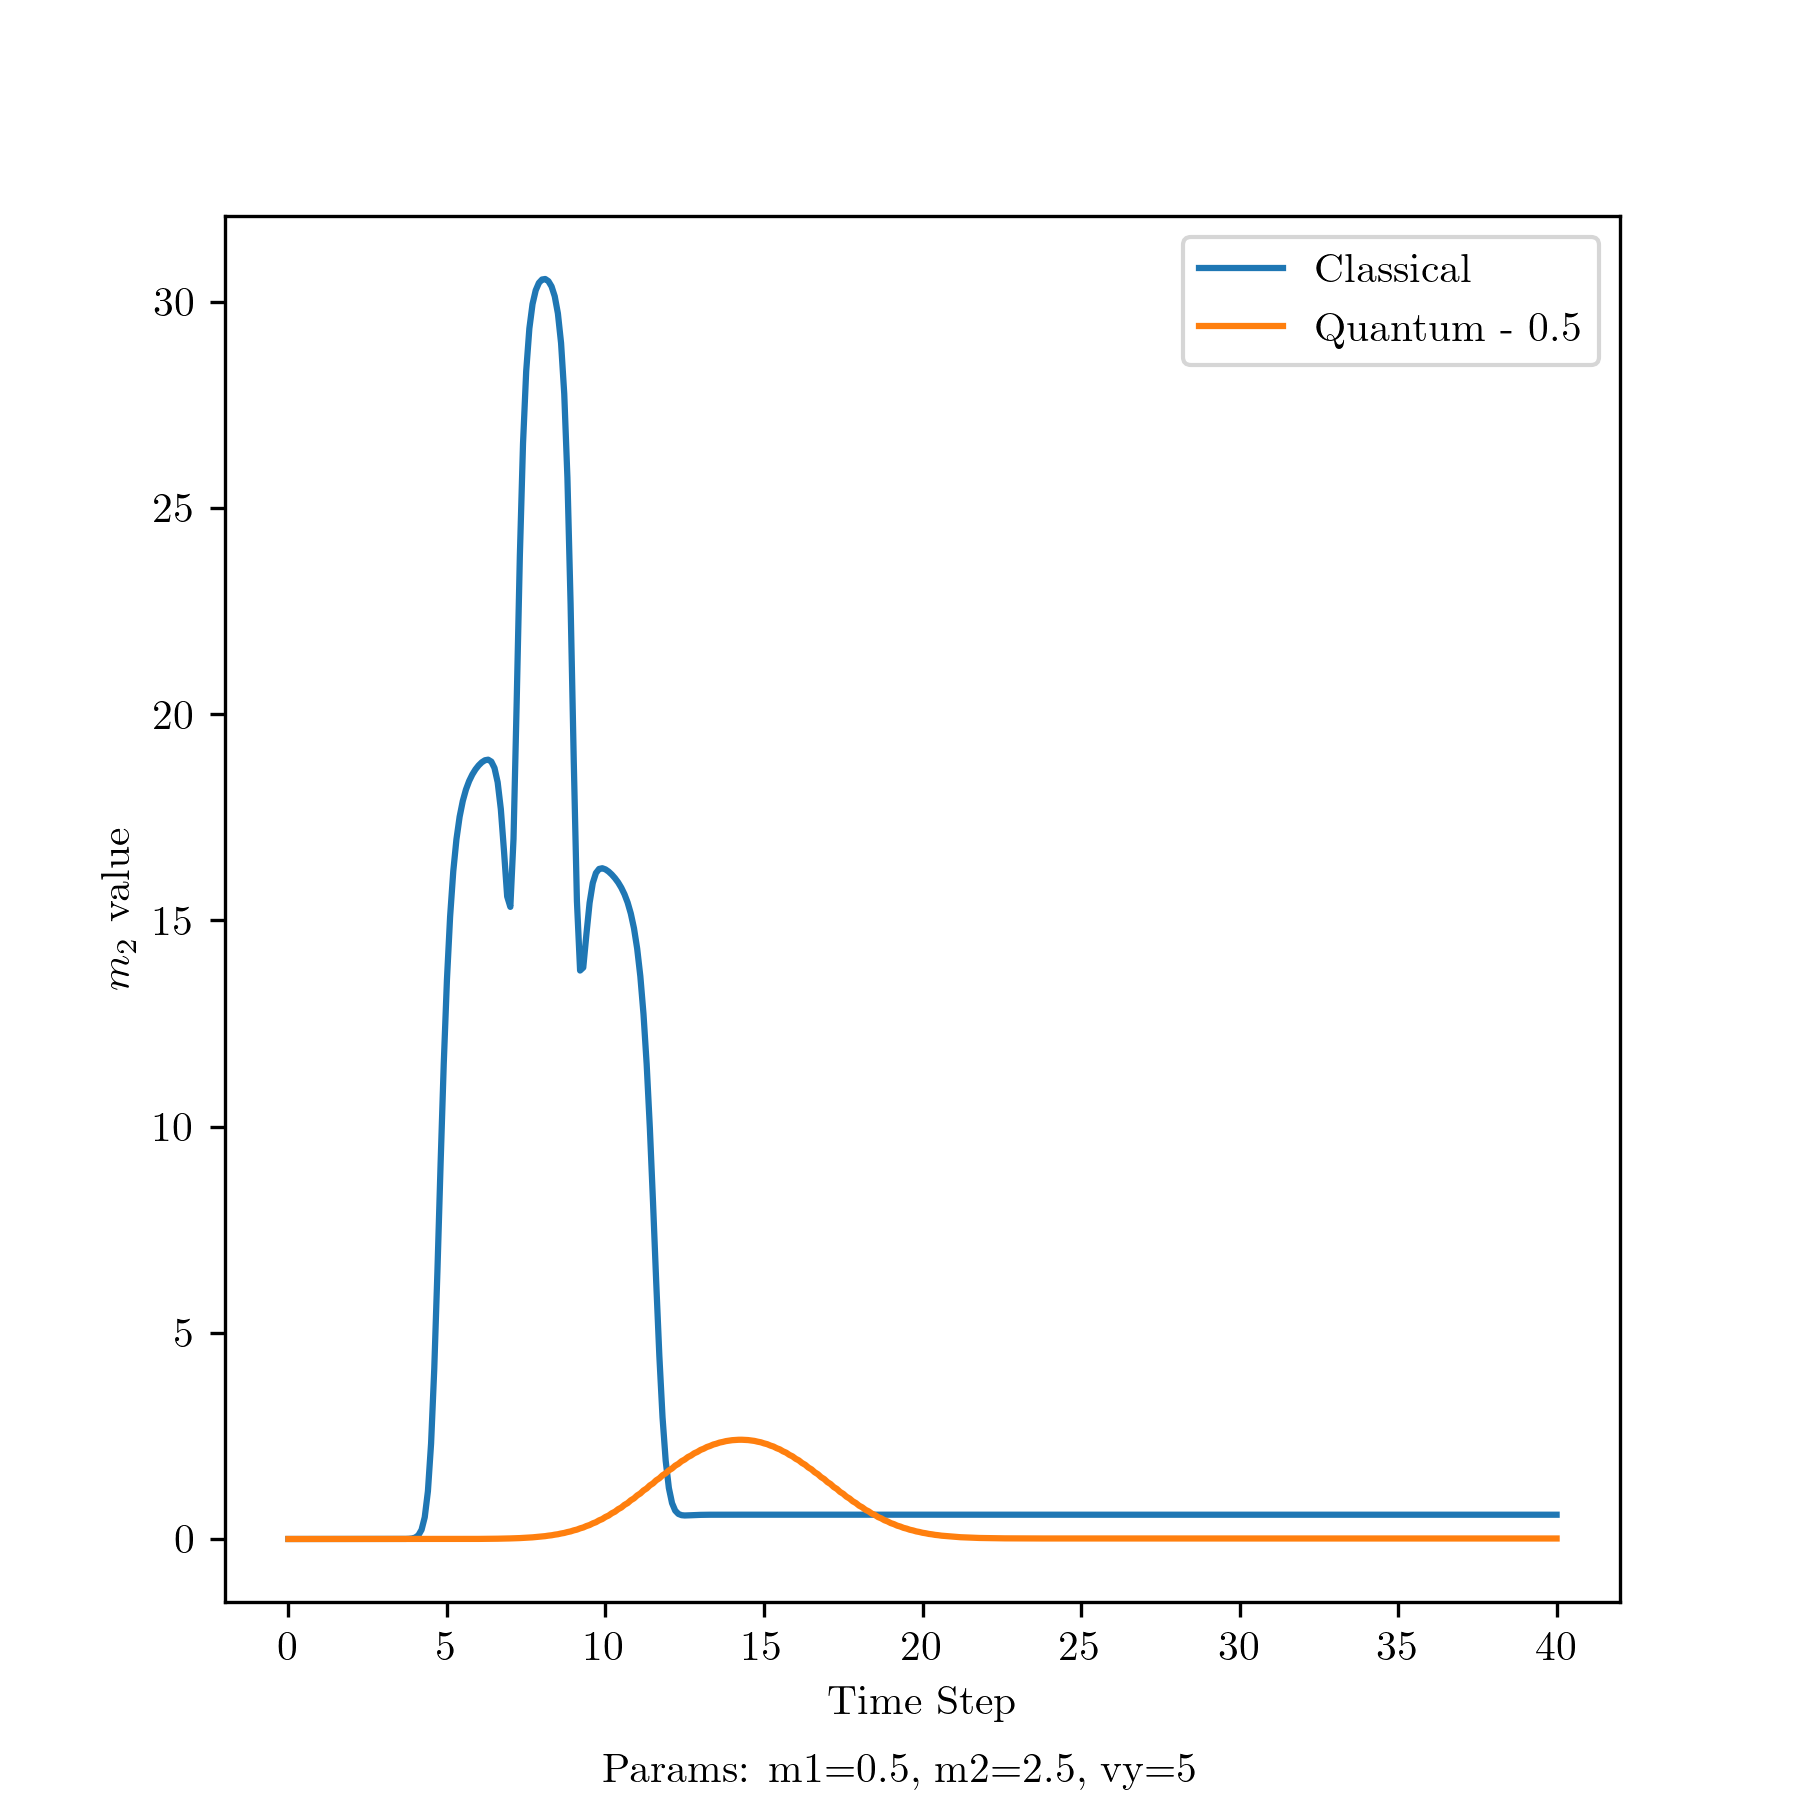 Classical
Quantum - 0.5
30
25
20
15
10
5
0
m₂ value
0 5 10 15 20 25 30 35 40
Time Step
Params: m1=0.5, m2=2.5, vy=5